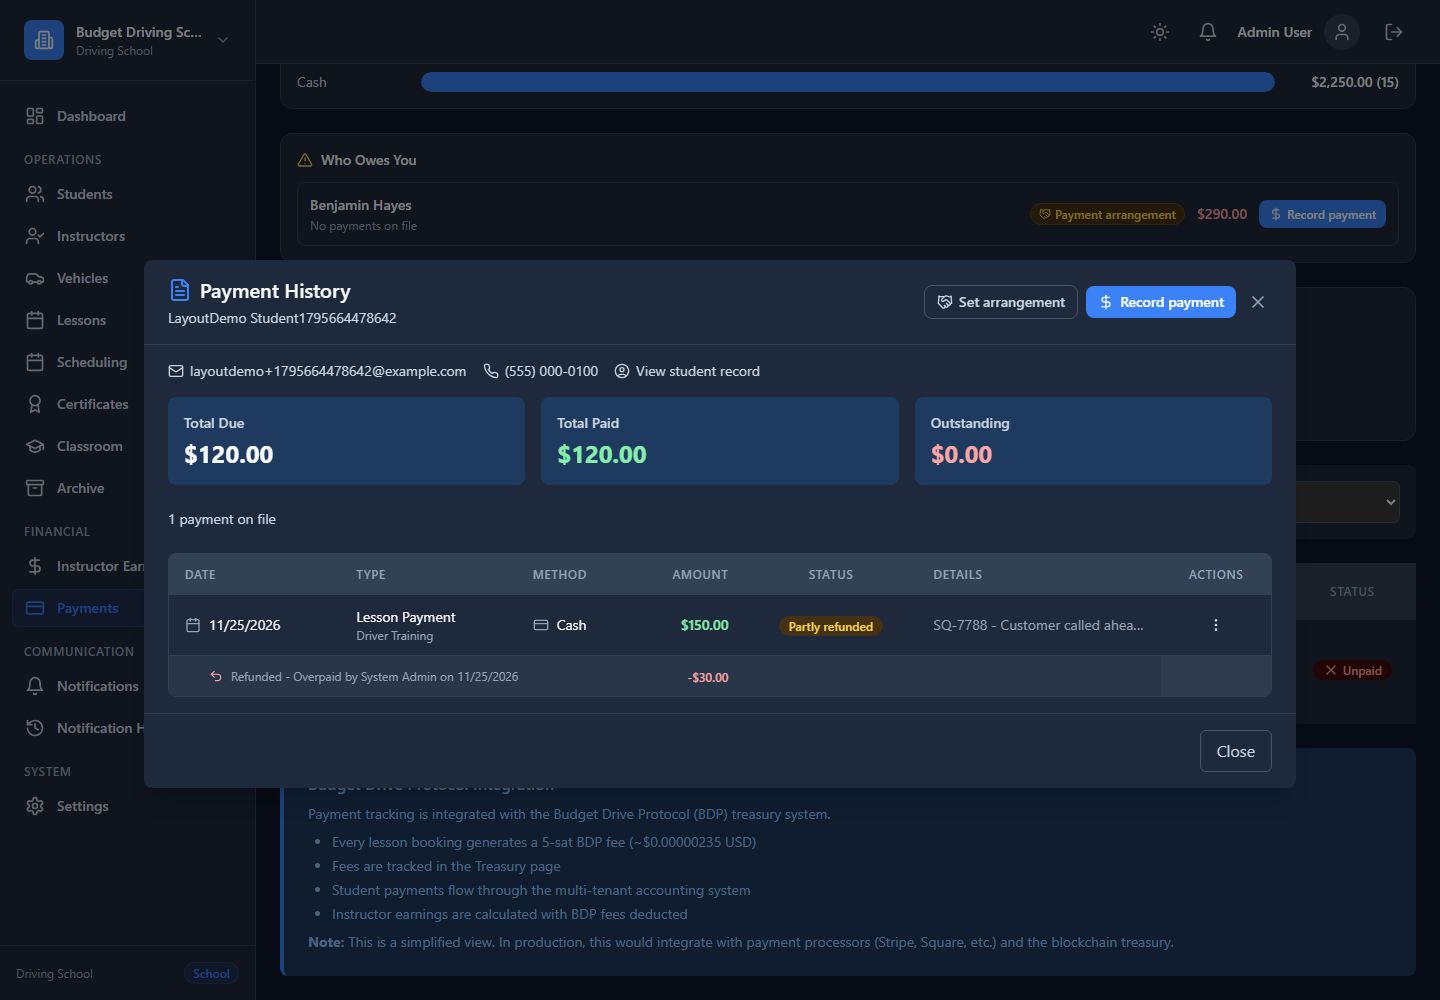 Budget Driving Sc...
Driving School
Admin User
Dashboard
OPERATIONS
Students
Instructors
Vehicles
Lessons
Scheduling
Certificates
Classroom
Archive
FINANCIAL
Instructor Ear
Payments
COMMUNICATION
Notifications
Notification H
SYSTEM
Settings
Driving School
School
Cash
$2,250.00 (15)
Who Owes You
Benjamin Hayes
No payments on file
Payment arrangement
$290.00
Record payment
Payment History
LayoutDemo Student1795664478642
Set arrangement
Record payment
layoutdemo+1795664478642@example.com
(555) 000-0100
View student record
Total Due
$120.00
Total Paid
$120.00
Outstanding
$0.00
1 payment on file
DATE TYPE METHOD AMOUNT STATUS DETAILS ACTIONS
11/25/2026 Lesson Payment Cash $150.00 Partly refunded SQ-7788 - Customer called ahea...
Driver Training
Refunded - Overpaid by System Admin on 11/25/2026 -$30.00
Close
STATUS
Unpaid
Budget Drive Protocol Integration
Payment tracking is integrated with the Budget Drive Protocol (BDP) treasury system.
• Every lesson booking generates a 5-sat BDP fee (~$0.00000235 USD)
• Fees are tracked in the Treasury page
• Student payments flow through the multi-tenant accounting system
• Instructor earnings are calculated with BDP fees deducted
Note: This is a simplified view. In production, this would integrate with payment processors (Stripe, Square, etc.) and the blockchain treasury.